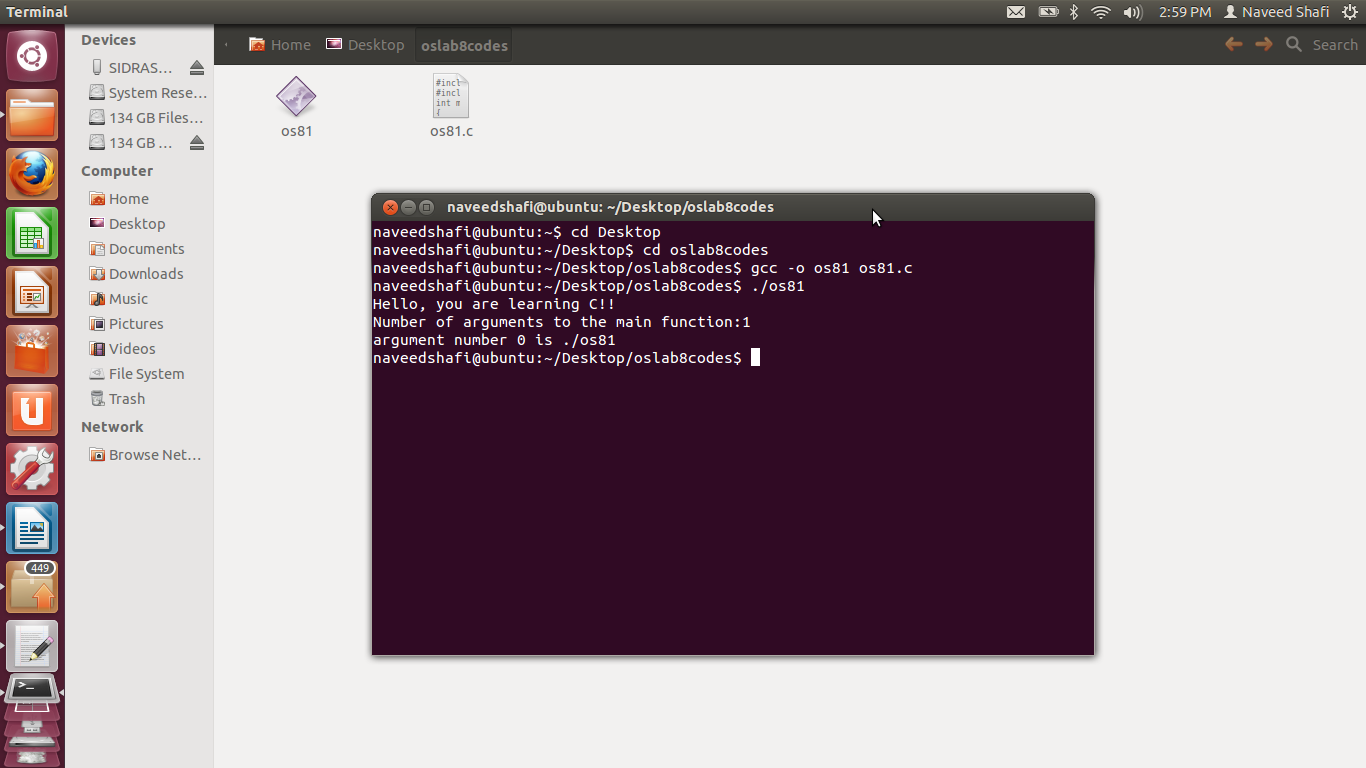 Terminal
2:59 PM Naveed Shafi
Devices
SIDRAS...
System Rese...
134 GB Files...
134 GB ...
Computer
Home
Desktop
Documents
Downloads
Music
Pictures
Videos
File System
Trash
Network
Browse Net...
Home Desktop oslab8codes
Search
os81
os81.c
#incl
#incl
int m
{
naveedshafi@ubuntu: ~/Desktop/oslab8codes
naveedshafi@ubuntu:~$ cd Desktop
naveedshafi@ubuntu:~/Desktop$ cd oslab8codes
naveedshafi@ubuntu:~/Desktop/oslab8codes$ gcc -o os81 os81.c
naveedshafi@ubuntu:~/Desktop/oslab8codes$ ./os81
Hello, you are learning C!!
Number of arguments to the main function:1
argument number 0 is ./os81
naveedshafi@ubuntu:~/Desktop/oslab8codes$
449
>_